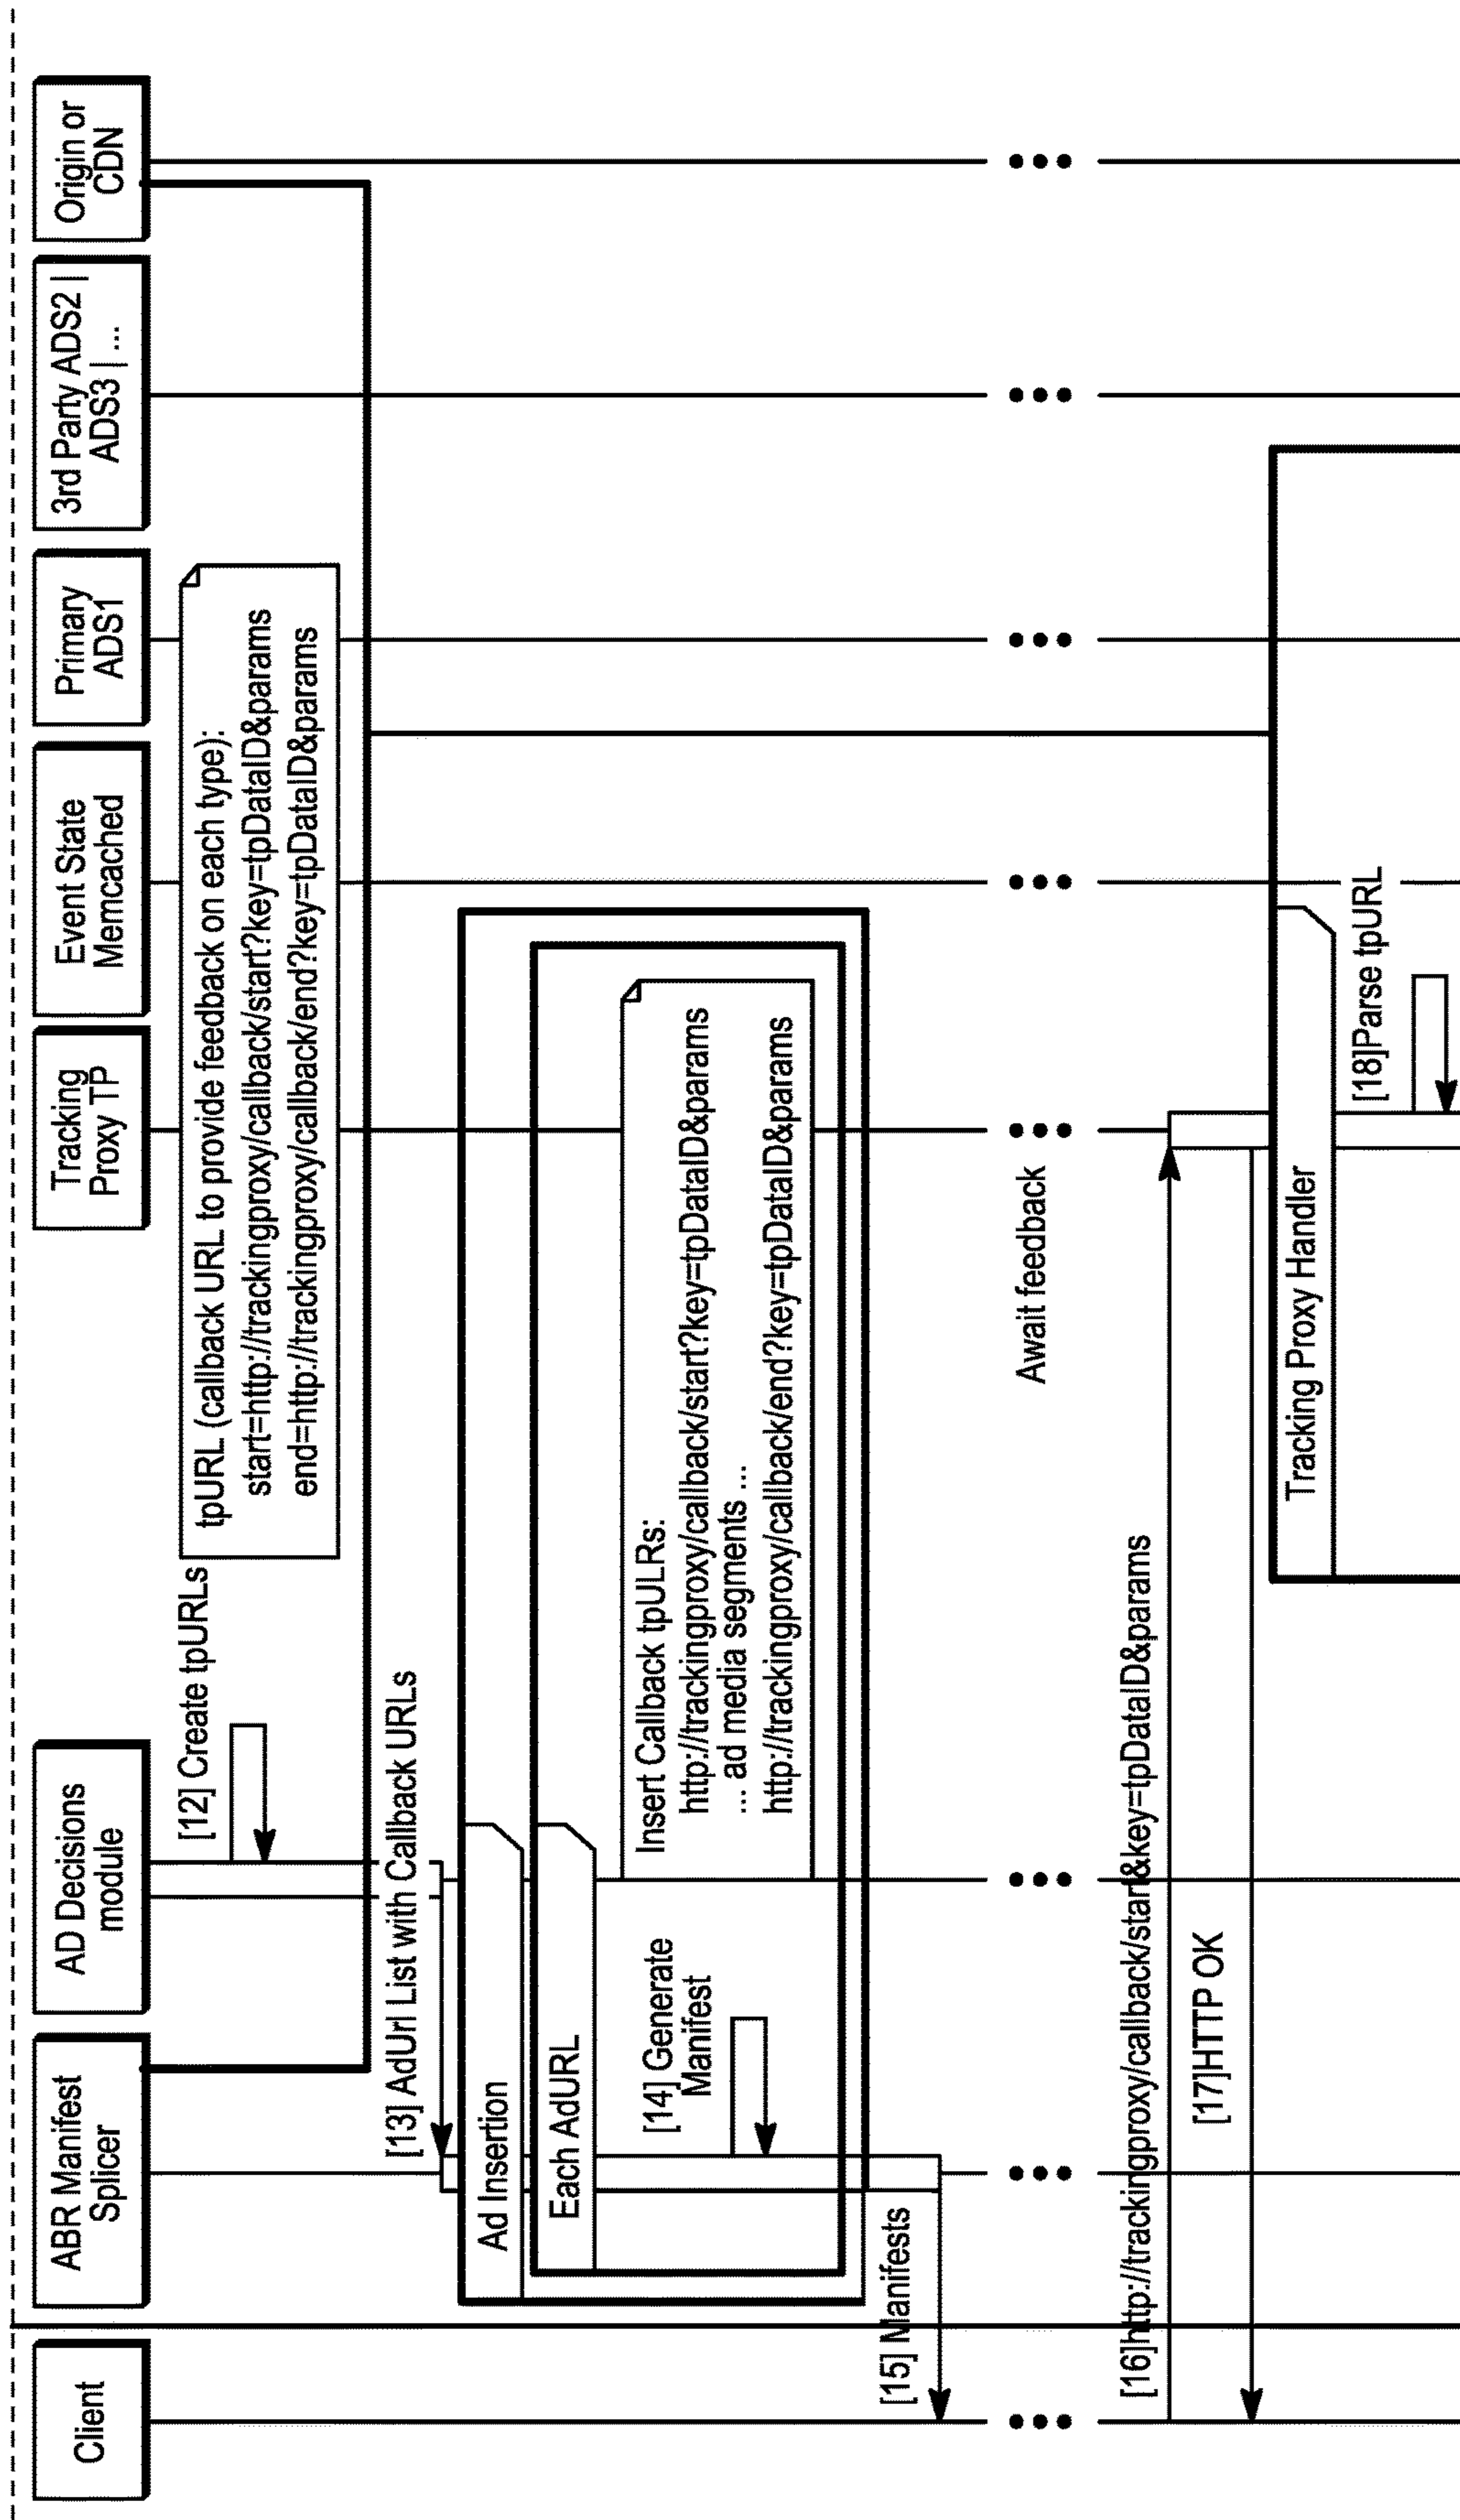 Client
ABR Manifest
Splicer
AD Decisions
module
Tracking
Proxy TP
Event State
Memcached
Primary
ADS1
3rd Party ADS2 |
ADS3 | ...
Origin or
CDN
[12] Create tpURLs
tpURL (callback URL to provide feedback on each type):
start=http://trackingproxy/callback/start?key=tpDataID&params
end=http://trackingproxy/callback/end?key=tpDataID&params
[13] AdUrl List with Callback URLs
Ad Insertion
Each AdURL
Insert Callback tpULRs:
http://trackingproxy/callback/start?key=tpDataID&params
... ad media segments ...
http://trackingproxy/callback/end?key=tpDataID&params
[14] Generate
Manifest
[15] Manifests
Await feedback
[16]http://trackingproxy/callback/start&key=tpDataID&params
[17]HTTP OK
Tracking Proxy Handler
[18]Parse tpURL